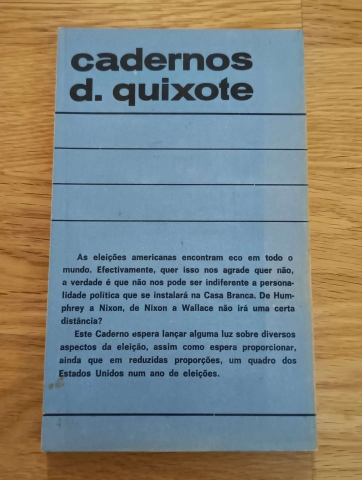 cadernos
d. quixote
As eleições americanas encontram eco em todo o
mundo. Efectivamente, quer isso nos agrade quer não,
a verdade é que não nos pode ser indiferente a persona-
lidade política que se instalará na Casa Branca. De Hum-
phrey a Nixon, de Nixon a Wallace não irá uma certa
distância?
Este Caderno espera lançar alguma luz sobre diversos
aspectos da eleição, assim como espera proporcionar,
ainda que em reduzidas proporções, um quadro dos
Estados Unidos num ano de eleições.